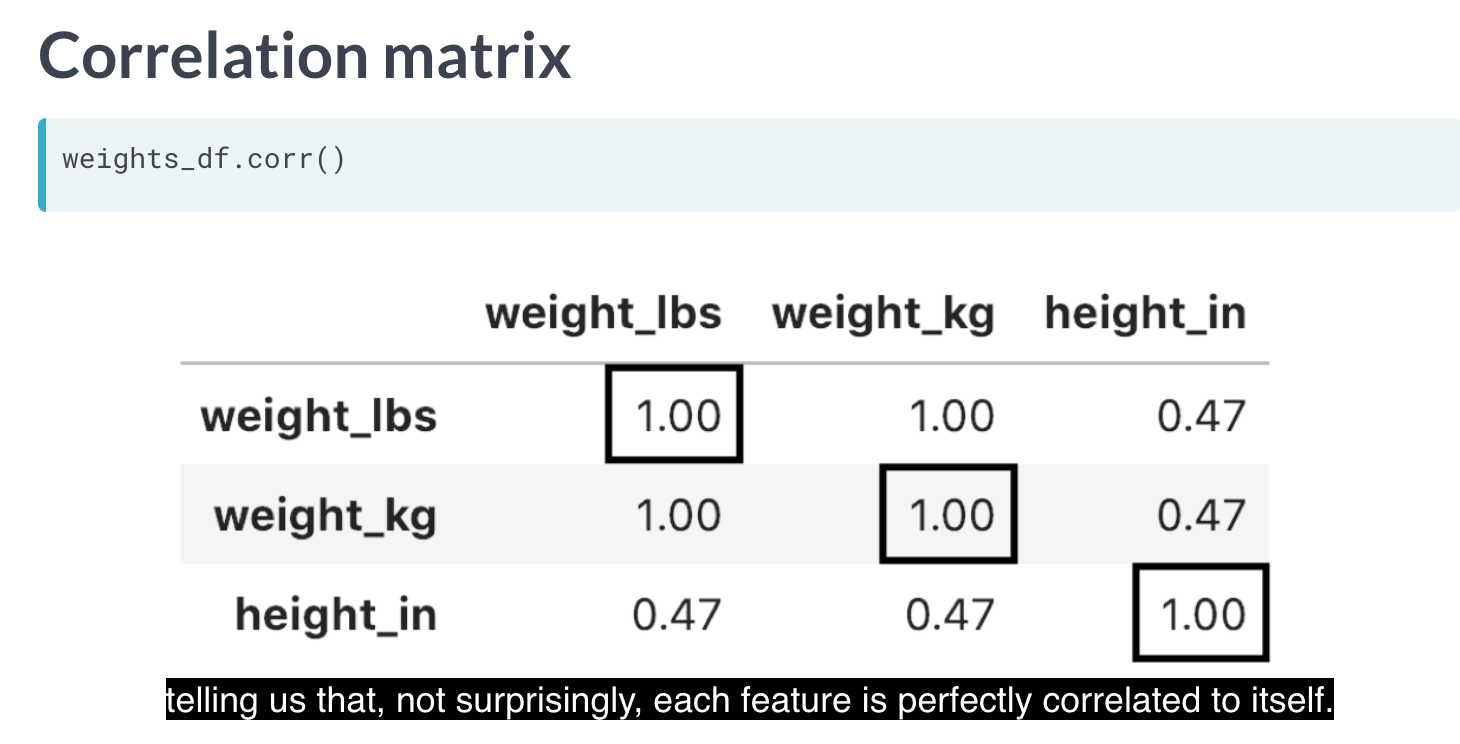 Correlation matrix
weights_df.corr()
weight_lbs weight_kg height_in
weight_lbs 1.00 1.00 0.47
weight_kg 1.00 1.00 0.47
height_in 0.47 0.47 1.00
telling us that, not surprisingly, each feature is perfectly correlated to itself.